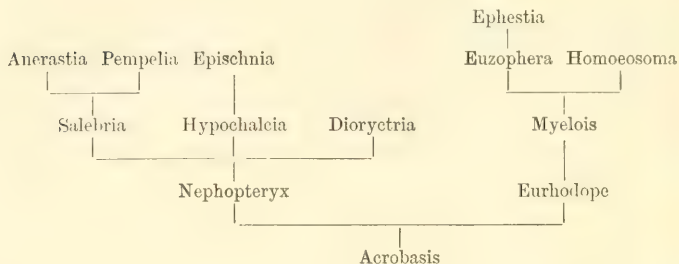 Ephestia
Anerastia Pempelia Epischnia Euzophera Homoeosoma
Salebria Hypochalcia Dioryctria Myelois
Nephopteryx Eurhodope
Acrobasis